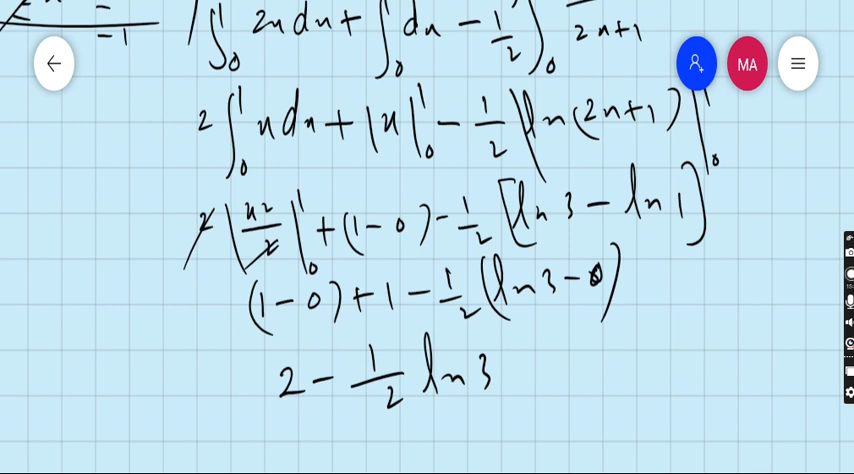 -1
∫₀¹ 2x dx + ∫₀¹ dx - 1/2 ∫₀ 2x+1
MA
2 ∫₀¹ x dx + |x|₀¹ - 1/2 |ln(2x+1)|₀¹
2 |x²/2|₀¹ + (1-0) - 1/2 [ln 3 - ln 1]
(1-0) + 1 - 1/2 (ln 3 - 0)
2 - 1/2 ln 3